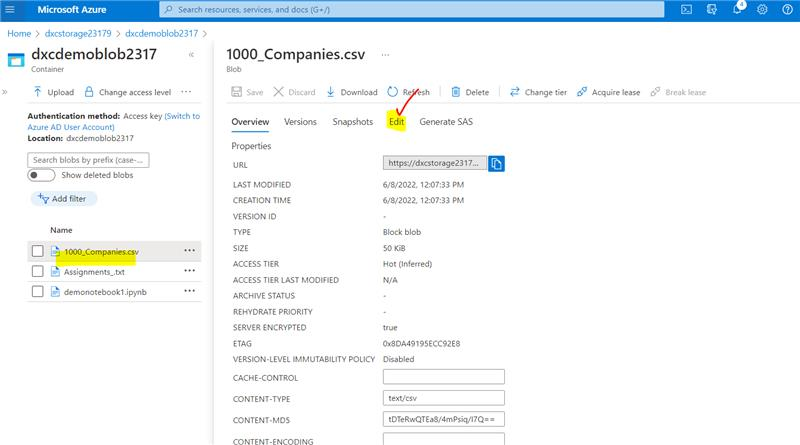 Microsoft Azure
Search resources, services, and docs (G+/)
4
Home > dxcstorage23179 > dxcdemoblob2317 >
dxcdemoblob2317
Container
Upload
Change access level
Authentication method: Access key (Switch to
Azure AD User Account)
Location: dxcdemoblob2317
Search blobs by prefix (case-...
Show deleted blobs
Add filter
Name
1000_Companies.csv
Assignments_.txt
demonotebook1.ipynb
1000_Companies.csv
Blob
Save
Discard
Download
Refresh
Delete
Change tier
Acquire lease
Break lease
Overview
Versions
Snapshots
Edit
Generate SAS
Properties
URL https://dxcstorage2317...
LAST MODIFIED 6/8/2022, 12:07:33 PM
CREATION TIME 6/8/2022, 12:07:33 PM
VERSION ID -
TYPE Block blob
SIZE 50 KiB
ACCESS TIER Hot (Inferred)
ACCESS TIER LAST MODIFIED N/A
ARCHIVE STATUS -
REHYDRATE PRIORITY -
SERVER ENCRYPTED true
ETAG 0x8DA49195ECC92E8
VERSION-LEVEL IMMUTABILITY POLICY Disabled
CACHE-CONTROL
CONTENT-TYPE text/csv
CONTENT-MD5 tDTeRwQTEa8/4mPsiq/I7Q==
CONTENT-ENCODING